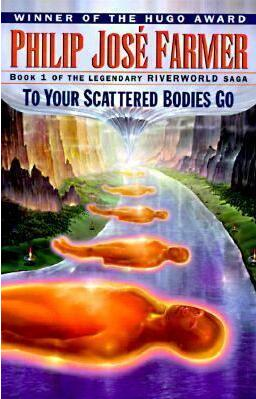 WINNER OF THE HUGO AWARD
PHILIP JOSÉ FARMER
BOOK 1 OF THE LEGENDARY RIVERWORLD SAGA
TO YOUR SCATTERED BODIES GO